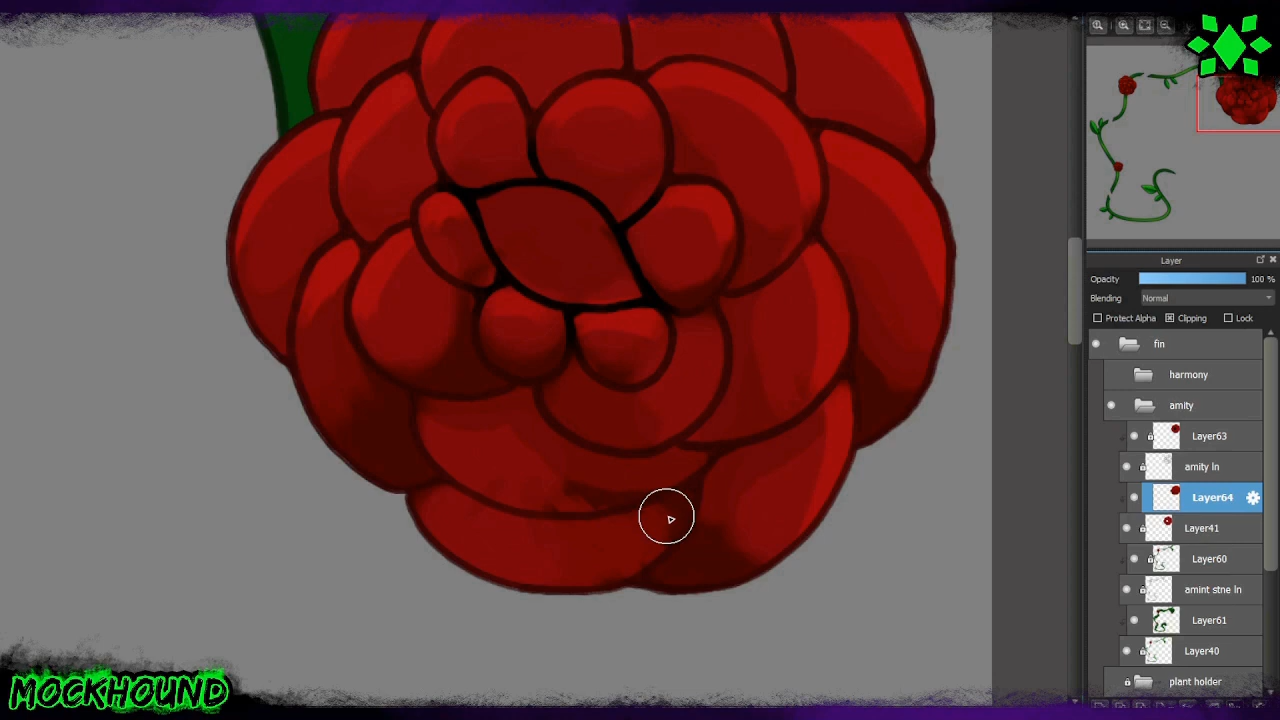 Layer
Opacity 100 %
Blending Normal
Protect Alpha Clipping Lock
fin
harmony
amity
Layer63
amity ln
Layer64
Layer41
Layer60
amint stne ln
Layer61
Layer40
plant holder
MOCKHOUND